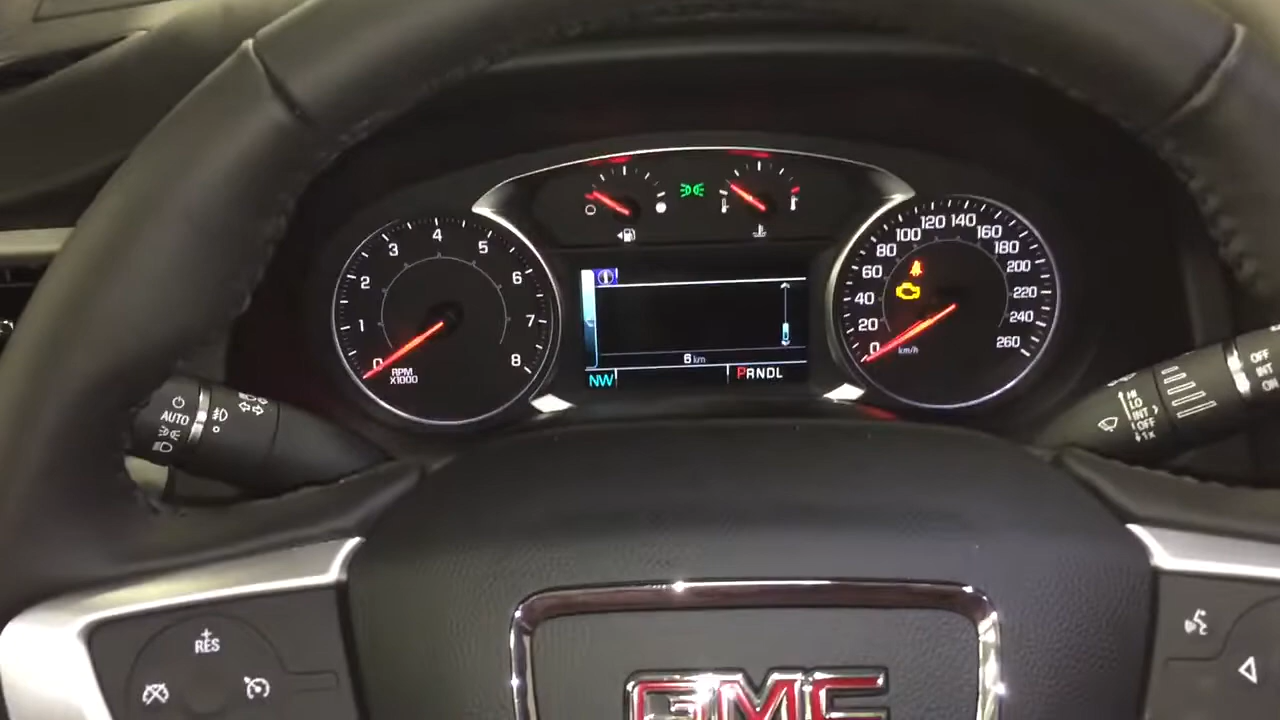 1
2
3
4
5
6
7
8
0
RPM
X1000
6 km
NW
PRNDL
0
20
40
60
80
100
120
140
160
180
200
220
240
260
km/h
AUTO
HI
LO
INT
OFF
1x
OFF
INT
ON
+
RES
GMC